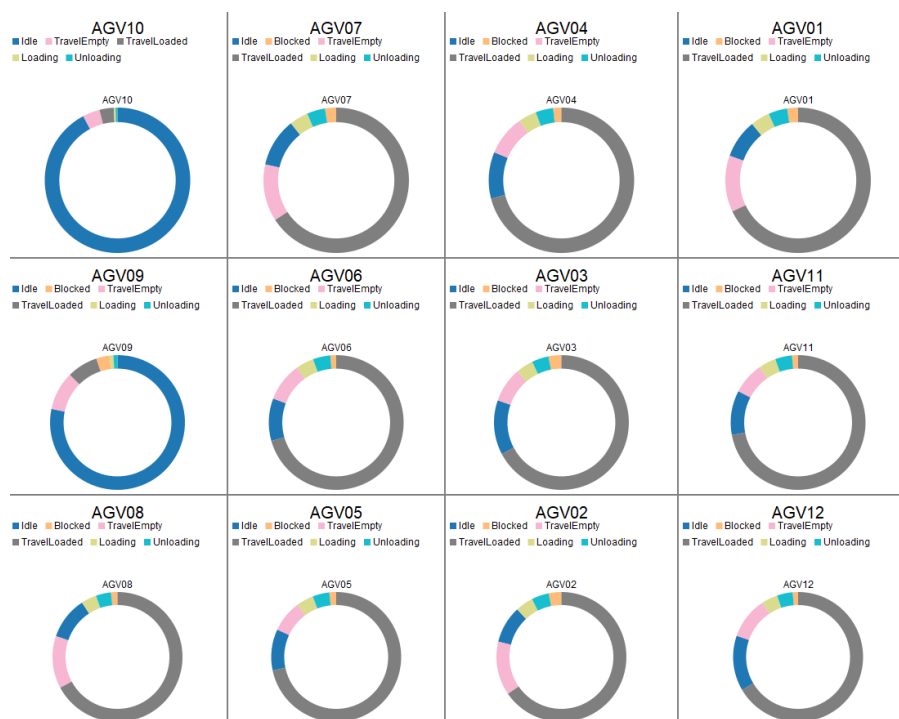 AGV10
Idle TravelEmpty TravelLoaded
Loading Unloading
AGV10
AGV07
Idle Blocked TravelEmpty
TravelLoaded Loading Unloading
AGV07
AGV04
Idle Blocked TravelEmpty
TravelLoaded Loading Unloading
AGV04
AGV01
Idle Blocked TravelEmpty
TravelLoaded Loading Unloading
AGV01
AGV09
Idle Blocked TravelEmpty
TravelLoaded Loading Unloading
AGV09
AGV06
Idle Blocked TravelEmpty
TravelLoaded Loading Unloading
AGV06
AGV03
Idle Blocked TravelEmpty
TravelLoaded Loading Unloading
AGV03
AGV11
Idle Blocked TravelEmpty
TravelLoaded Loading Unloading
AGV11
AGV08
Idle Blocked TravelEmpty
TravelLoaded Loading Unloading
AGV08
AGV05
Idle Blocked TravelEmpty
TravelLoaded Loading Unloading
AGV05
AGV02
Idle Blocked TravelEmpty
TravelLoaded Loading Unloading
AGV02
AGV12
Idle Blocked TravelEmpty
TravelLoaded Loading Unloading
AGV12